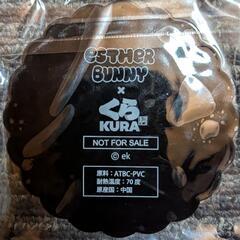 esTHeR
BUNNY
×
くら
KURA
NOT FOR SALE
©ek
原料：ATBC-PVC
耐熱温度：70度
原産国：中国